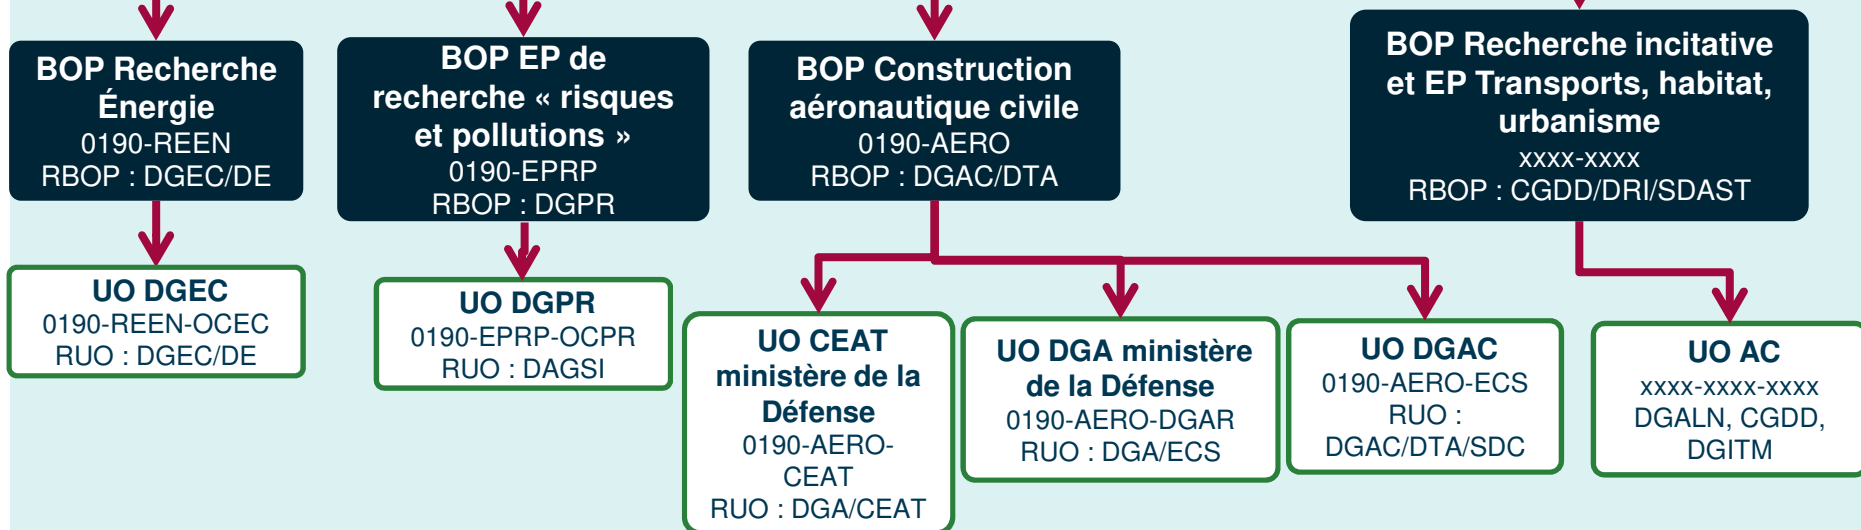 BOP Recherche
Énergie
0190-REEN
RBOP : DGEC/DE
BOP EP de
recherche « risques
et pollutions »
0190-EPRP
RBOP : DGPR
BOP Construction
aéronautique civile
0190-AERO
RBOP : DGAC/DTA
BOP Recherche incitative
et EP Transports, habitat,
urbanisme
xxxx-xxxx
RBOP : CGDD/DRI/SDAST
UO DGEC
0190-REEN-OCEC
RUO : DGEC/DE
UO DGPR
0190-EPRP-OCPR
RUO : DAGSI
UO CEAT
ministère de la
Défense
0190-AERO-
CEAT
RUO : DGA/CEAT
UO DGA ministère
de la Défense
0190-AERO-DGAR
RUO : DGA/ECS
UO DGAC
0190-AERO-ECS
RUO :
DGAC/DTA/SDC
UO AC
xxxx-xxxx-xxxx
DGALN, CGDD,
DGITM